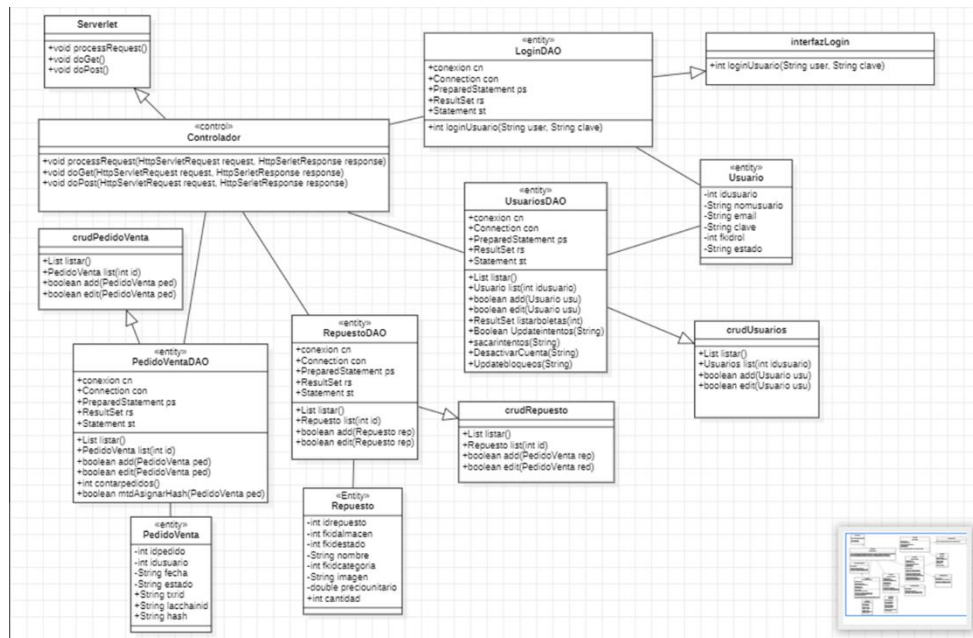 Serverlet
+void processRequest()
+void doGet()
+void doPost()
«control»
Controlador
+void processRequest(HttpServletRequest request, HttpSerletResponse response)
+void doGet(HttpServletRequest request, HttpSerletResponse response)
+void doPost(HttpServletRequest request, HttpSerletResponse response)
«entity»
LoginDAO
+conexion cn
+Connection con
+PreparedStatement ps
+ResultSet rs
+Statement st
+int loginUsuario(String user, String clave)
interfazLogin
+int loginUsuario(String user, String clave)
«entity»
Usuario
-int idusuario
-String nomusuario
-String email
-String clave
-int fkidrol
-String estado
«entity»
UsuariosDAO
+conexion cn
+Connection con
+PreparedStatement ps
+ResultSet rs
+Statement st
+List listar()
+Usuario list(int idusuario)
+boolean add(Usuario usu)
+boolean edit(Usuario usu)
+ResultSet listarboletas(int)
+Boolean Updateintentos(String)
+sacarintentos(String)
+DesactivarCuenta(String)
+Updatebloqueos(String)
crudUsuarios
+List listar()
+Usuarios list(int idusuario)
+boolean add(Usuario usu)
+boolean edit(Usuario usu)
crudPedidoVenta
+List listar()
+PedidoVenta list(int id)
+boolean add(PedidoVenta ped)
+boolean edit(PedidoVenta ped)
«entity»
PedidoVentaDAO
+conexion cn
+Connection con
+PreparedStatement ps
+ResultSet rs
+Statement st
+List listar()
+PedidoVenta list(int id)
+boolean add(PedidoVenta ped)
+boolean edit(PedidoVenta ped)
+int contarpedidos()
+boolean mtdAsignarHash(PedidoVenta ped)
«entity»
RepuestoDAO
+conexion cn
+Connection con
+PreparedStatement ps
+ResultSet rs
+Statement st
+List listar()
+Repuesto list(int id)
+boolean add(Repuesto rep)
+boolean edit(Repuesto rep)
crudRepuesto
+List listar()
+Repuesto list(int id)
+boolean add(PedidoVenta rep)
+boolean edit(PedidoVenta red)
«entity»
PedidoVenta
-int idpedido
-int idusuario
-String fecha
-String estado
+String txrid
+String lacchainid
+String hash
«Entity»
Repuesto
-int idrepuesto
-int fkidalmacen
-int fkidestado
-String nombre
-int fkidcategoria
-String imagen
-double preciounitario
+int cantidad